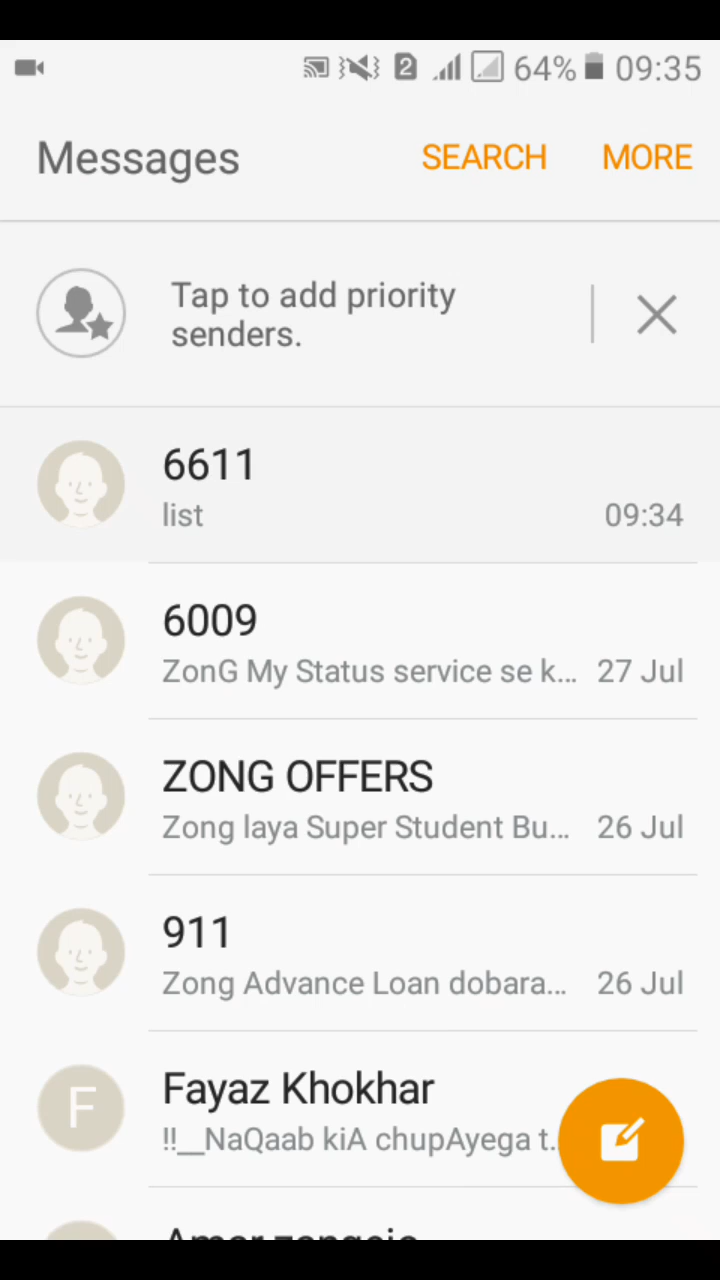 2 64% 09:35
Messages SEARCH MORE
Tap to add priority
senders.
6611
list 09:34
6009
ZonG My Status service se k... 27 Jul
ZONG OFFERS
Zong laya Super Student Bu... 26 Jul
911
Zong Advance Loan dobara... 26 Jul
F Fayaz Khokhar
!!__NaQaab kiA chupAyega t.